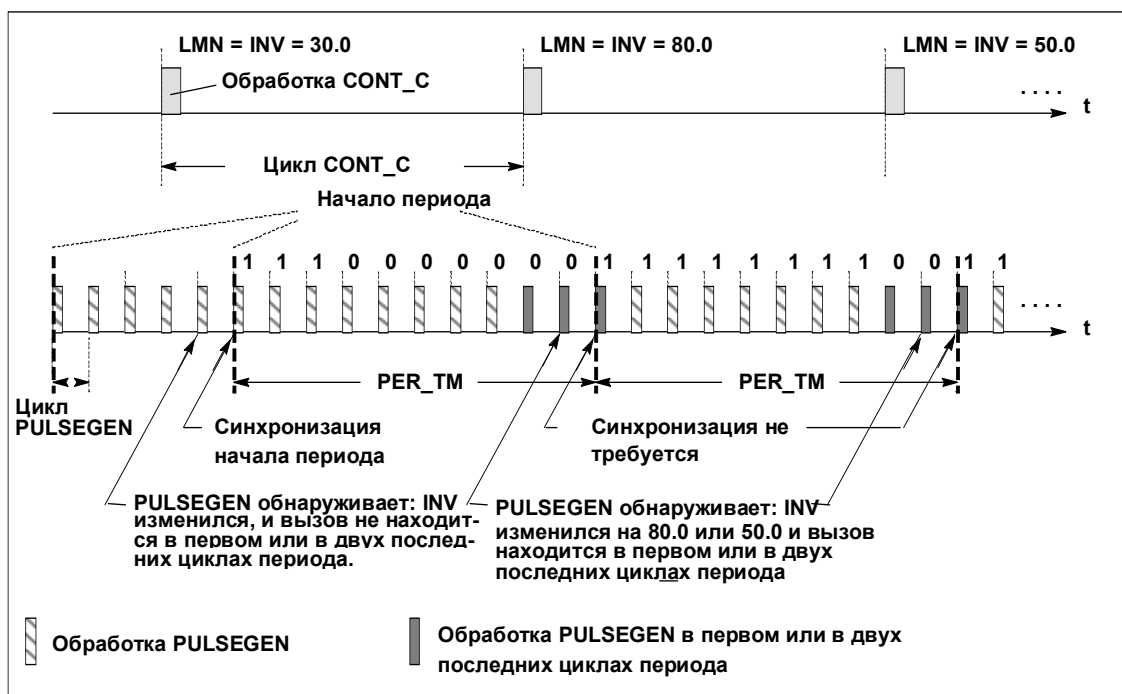 LMN = INV = 30.0
LMN = INV = 80.0
LMN = INV = 50.0
Обработка CONT_C
. . . .
t
Цикл CONT_C
Начало периода
1 1 1 0 0 0 0 0 0 0 1 1 1 1 1 1 1 1 0 0 1 1
. . . .
t
PER_TM
PER_TM
Цикл
PULSEGEN
Синхронизация
начала периода
Синхронизация не
требуется
PULSEGEN обнаруживает: INV
изменился, и вызов не находит-
ся в первом или в двух послед-
них циклах периода.
PULSEGEN обнаруживает: INV
изменился на 80.0 или 50.0 и вызов
находится в первом или в двух
последних циклах периода
Обработка PULSEGEN
Обработка PULSEGEN в первом или в двух
последних циклах периода